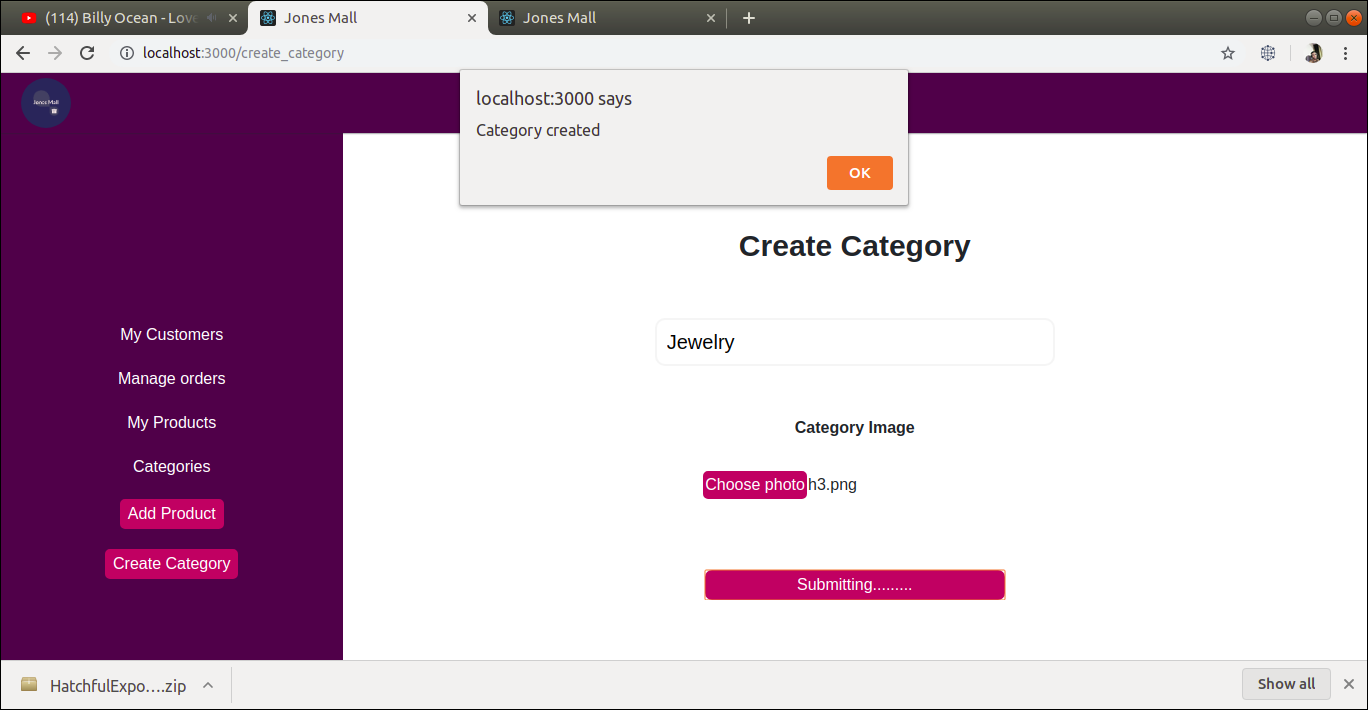 (114) Billy Ocean - Love
Jones Mall
Jones Mall
localhost:3000/create_category
Jones Mall
localhost:3000 says
Category created
OK
Create Category
Jewelry
Category Image
Choose photo h3.png
Submitting.........
My Customers
Manage orders
My Products
Categories
Add Product
Create Category
HatchfulExpo....zip
Show all